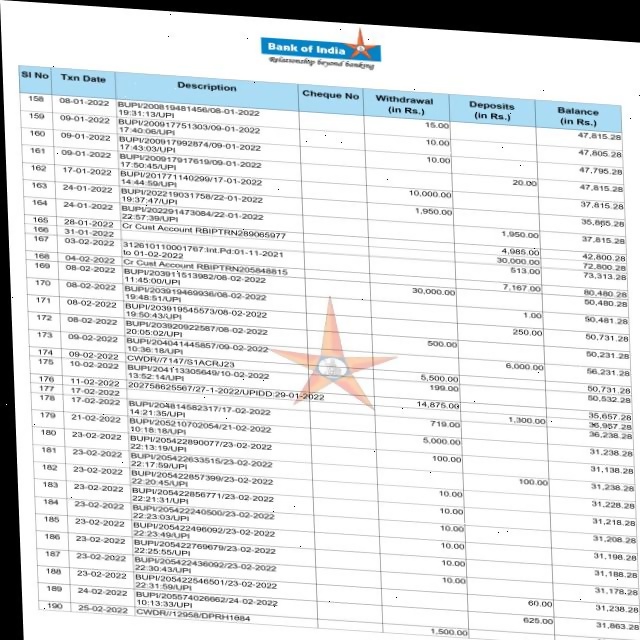 Bank of India
Relationship beyond banking
Sl No Txn Date Description Cheque No Withdrawal (in Rs.) Deposits (in Rs.) Balance (in Rs.)
158 08-01-2022 BUPI/200819481456/08-01-2022 15.00 47,815.28
19:31:13/UPI
159 09-01-2022 BUPI/200917751303/09-01-2022 10.00 47,805.28
17:40:06/UPI
160 09-01-2022 BUPI/200917992874/09-01-2022 10.00 47,795.28
17:43:03/UPI
161 09-01-2022 BUPI/200917917619/09-01-2022 20.00 47,815.28
17:50:45/UPI
162 17-01-2022 BUPI/201771140299/17-01-2022 10,000.00 37,815.28
14:44:59/UPI
163 24-01-2022 BUPI/202219031758/22-01-2022 1,950.00 35,865.28
19:37:47/UPI
164 24-01-2022 BUPI/202291473084/22-01-2022 1,950.00 37,815.28
22:57:39/UPI
165 28-01-2022 Cr Cust Account RBIPTRN289065977 4,985.00 42,800.28
166 31-01-2022 30,000.00 72,800.28
167 03-02-2022 312610110001767:Int.Pd:01-11-2021 513.00 73,313.28
to 01-02-2022
168 04-02-2022 Cr Cust Account RBIPTRN205848815 7,167.00 80,480.28
169 08-02-2022 BUPI/203911513982/08-02-2022 30,000.00 50,480.28
11:45:00/UPI
170 08-02-2022 BUPI/203919469936/08-02-2022 1.00 50,481.28
19:48:51/UPI
171 08-02-2022 BUPI/203919545573/08-02-2022 250.00 50,731.28
19:50:43/UPI
172 08-02-2022 BUPI/203920922587/08-02-2022 500.00 50,231.28
20:05:02/UPI
173 09-02-2022 BUPI/204041445857/09-02-2022 6,000.00 56,231.28
10:36:18/UPI
174 09-02-2022 CWDR//7147/S1ACRJ23 5,500.00 50,731.28
175 10-02-2022 BUPI/204113305649/10-02-2022 199.00 50,532.28
13:52:14/UPI
176 11-02-2022 14,875.00 35,657.28
177 17-02-2022 202758625567/27-1-2022/UPIDD:29-01-2022 1,300.00 36,957.28
178 17-02-2022 BUPI/204814582317/17-02-2022 719.00 36,238.28
14:21:35/UPI
179 21-02-2022 BUPI/205210702054/21-02-2022 5,000.00 31,238.28
10:18:18/UPI
180 23-02-2022 BUPI/205422890077/23-02-2022 100.00 31,138.28
22:13:19/UPI
181 23-02-2022 BUPI/205422633515/23-02-2022 100.00 31,238.28
22:17:59/UPI
182 23-02-2022 BUPI/205422857399/23-02-2022 10.00 31,228.28
22:20:45/UPI
183 23-02-2022 BUPI/205422856771/23-02-2022 10.00 31,218.28
22:21:31/UPI
184 23-02-2022 BUPI/205422240500/23-02-2022 10.00 31,208.28
22:23:03/UPI
185 23-02-2022 BUPI/205422496092/23-02-2022 10.00 31,198.28
22:23:49/UPI
186 23-02-2022 BUPI/205422769679/23-02-2022 10.00 31,188.28
22:25:55/UPI
187 23-02-2022 BUPI/205422436092/23-02-2022 10.00 31,178.28
22:30:43/UPI
188 23-02-2022 BUPI/205422546501/23-02-2022 60.00 31,238.28
22:31:59/UPI
189 24-02-2022 BUPI/205574026662/24-02-2022 625.00 31,863.28
10:13:33/UPI
190 25-02-2022 CWDR//12958/DPRH1684 1,500.00